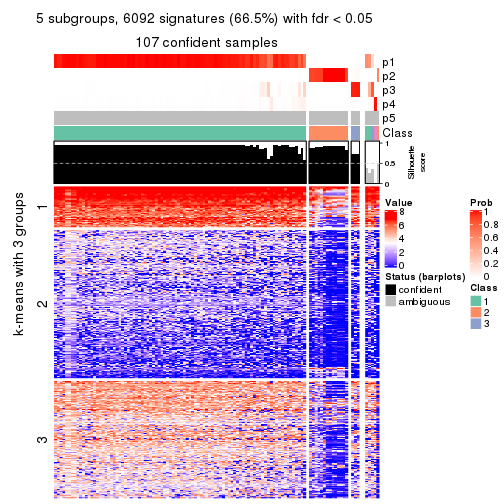 5 subgroups, 6092 signatures (66.5%) with fdr < 0.05
107 confident samples
p1
p2
p3
p4
p5
Class
1
0.5
0
Silhouette
score
k-means with 3 groups
1
2
3
Value
8
6
4
2
0
Status (barplots)
confident
ambiguous
Prob
1
0.8
0.6
0.4
0.2
0
Class
1
2
3